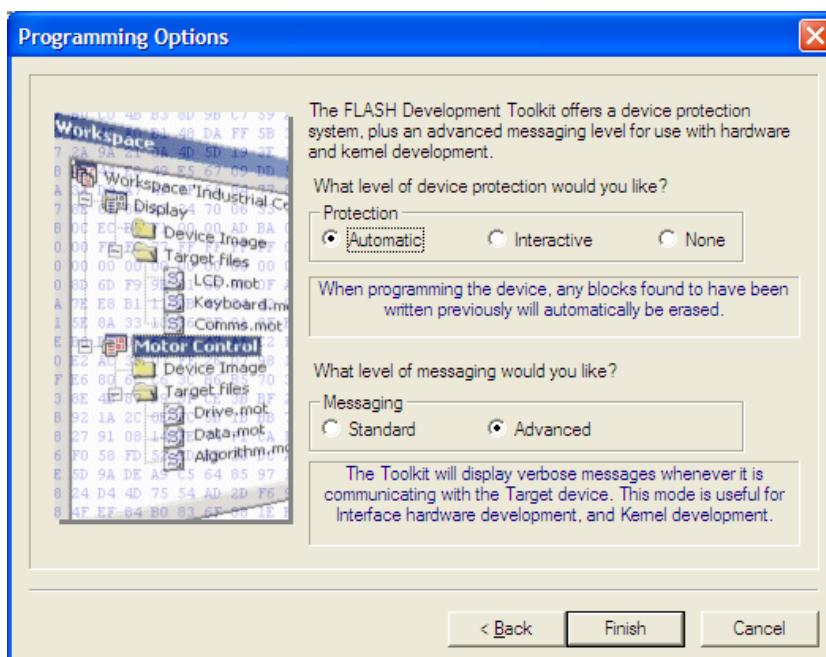 Programming Options
The FLASH Development Toolkit offers a device protection
system, plus an advanced messaging level for use with hardware
and kernel development.
What level of device protection would you like?
Protection
Automatic
Interactive
None
When programming the device, any blocks found to have been
written previously will automatically be erased.
What level of messaging would you like?
Messaging
Standard
Advanced
The Toolkit will display verbose messages whenever it is
communicating with the Target device. This mode is useful for
Interface hardware development, and Kernel development.
Workspace
Workspace 'Industrial
Display
Device Image
Target files
LCD.mot
Keyboard.m
Comms.mot
Motor Control
Device Image
Target files
Drive.mot
Data.mot
Algorithm.m
< Back
Finish
Cancel